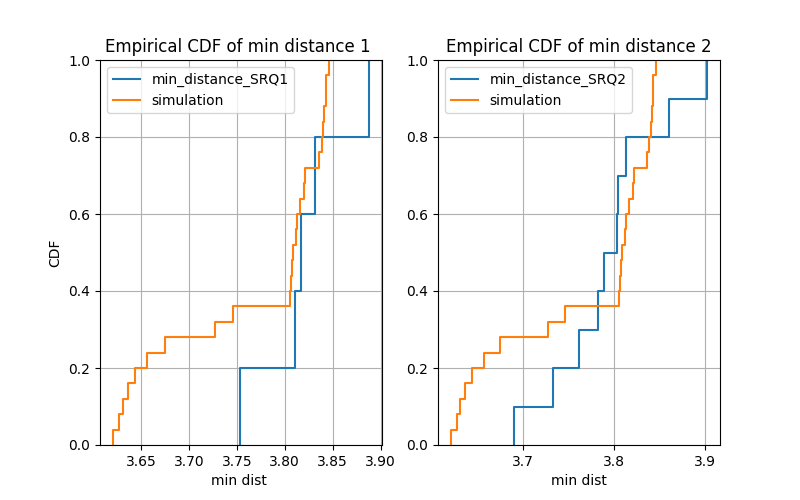 Empirical CDF of min distance 1
min_distance_SRQ1
simulation
1.0
0.8
0.6
0.4
0.2
0.0
CDF
3.65 3.70 3.75 3.80 3.85 3.90
min dist
Empirical CDF of min distance 2
min_distance_SRQ2
simulation
1.0
0.8
0.6
0.4
0.2
0.0
3.7 3.8 3.9
min dist